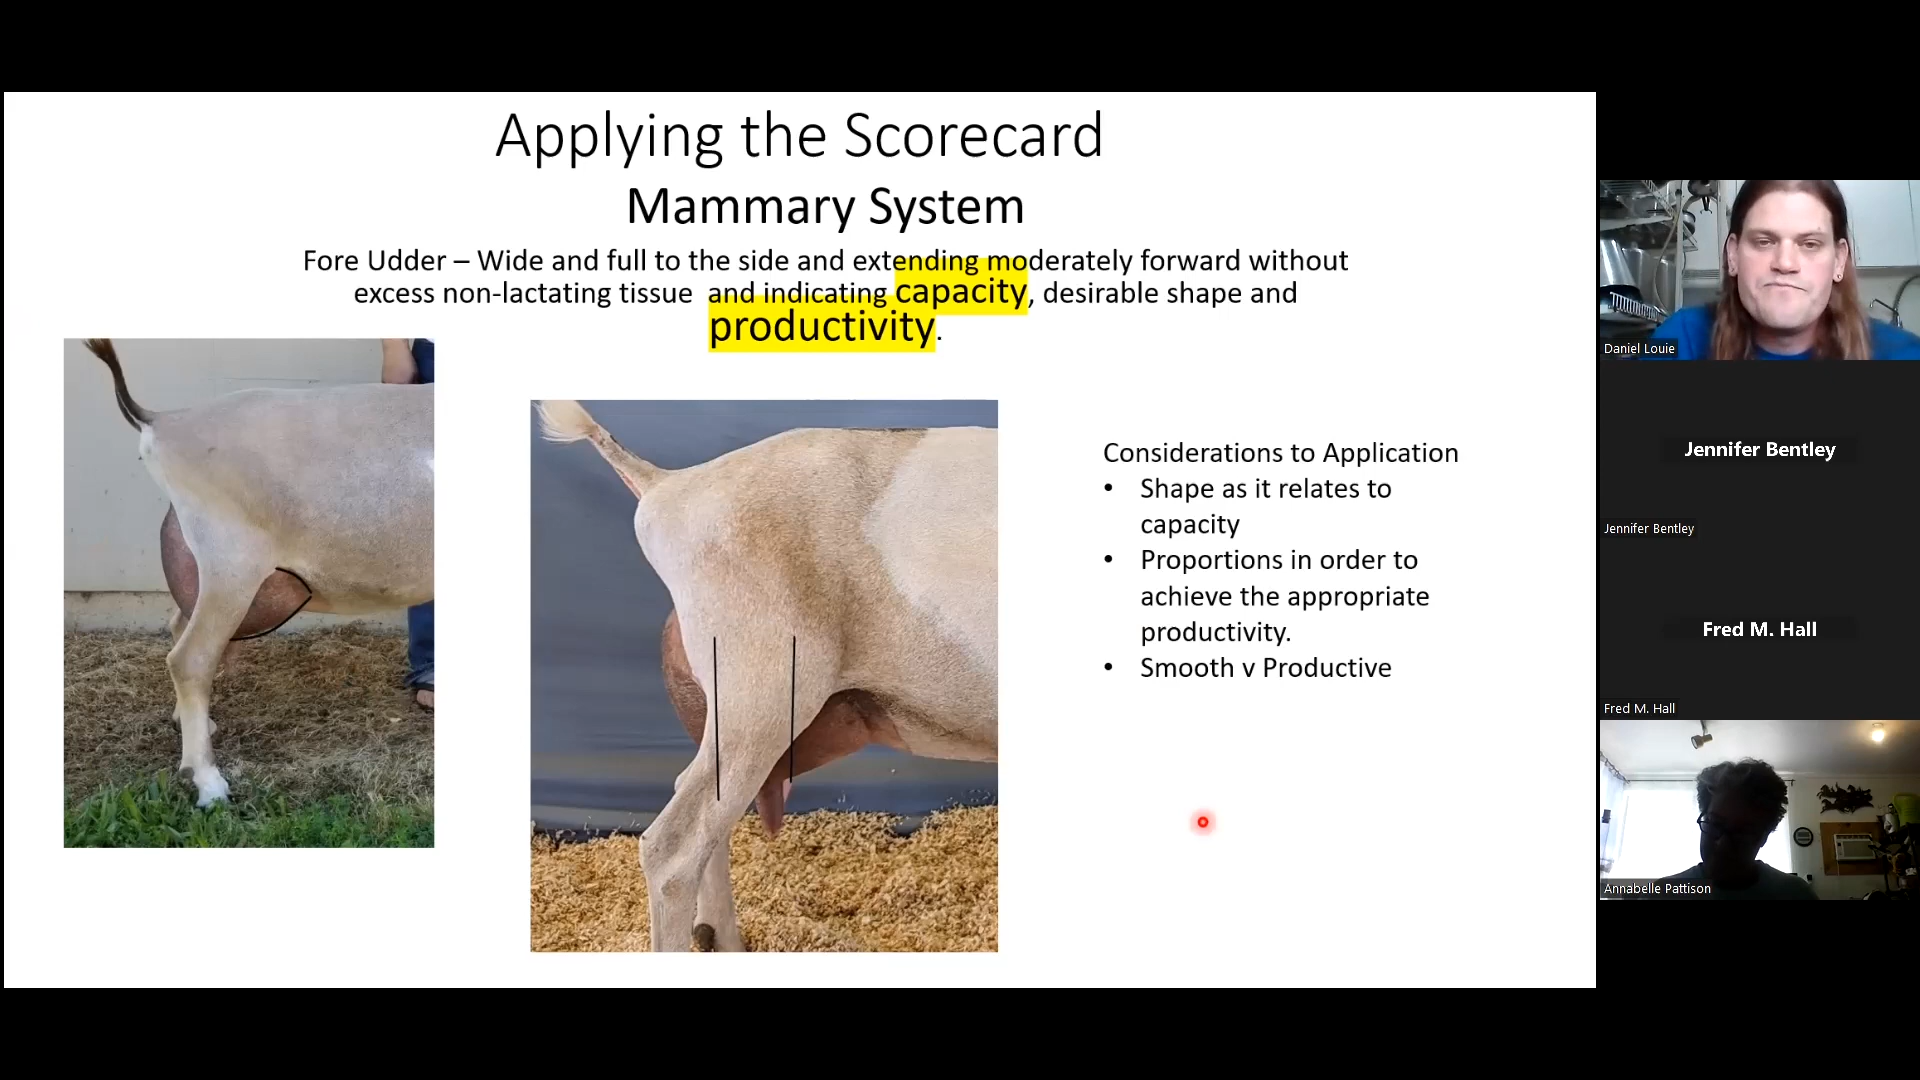 Applying the Scorecard
Mammary System
Fore Udder – Wide and full to the side and extending moderately forward without
excess non-lactating tissue and indicating capacity, desirable shape and
productivity.
Considerations to Application
• Shape as it relates to
capacity
• Proportions in order to
achieve the appropriate
productivity.
• Smooth v Productive
Daniel Louie
Jennifer Bentley
Jennifer Bentley
Fred M. Hall
Fred M. Hall
Annabelle Pattison